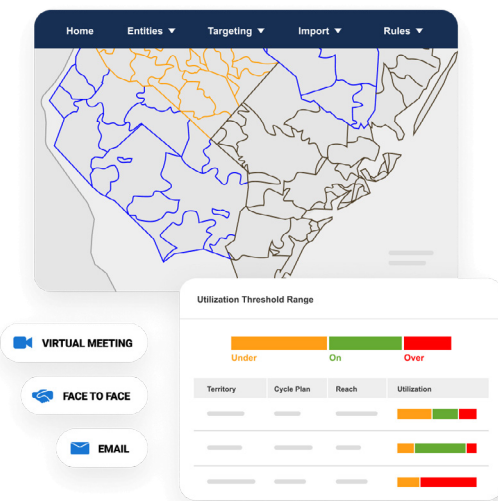 Home Entities Targeting Import Rules
Utilization Threshold Range
Under On Over
Territory Cycle Plan Reach Utilization
VIRTUAL MEETING
FACE TO FACE
EMAIL